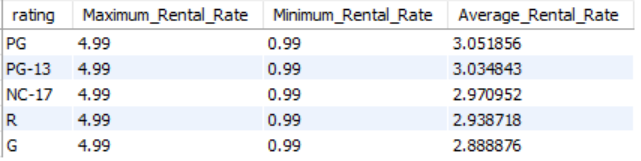 rating Maximum_Rental_Rate Minimum_Rental_Rate Average_Rental_Rate
PG 4.99 0.99 3.051856
PG-13 4.99 0.99 3.034843
NC-17 4.99 0.99 2.970952
R 4.99 0.99 2.938718
G 4.99 0.99 2.888876